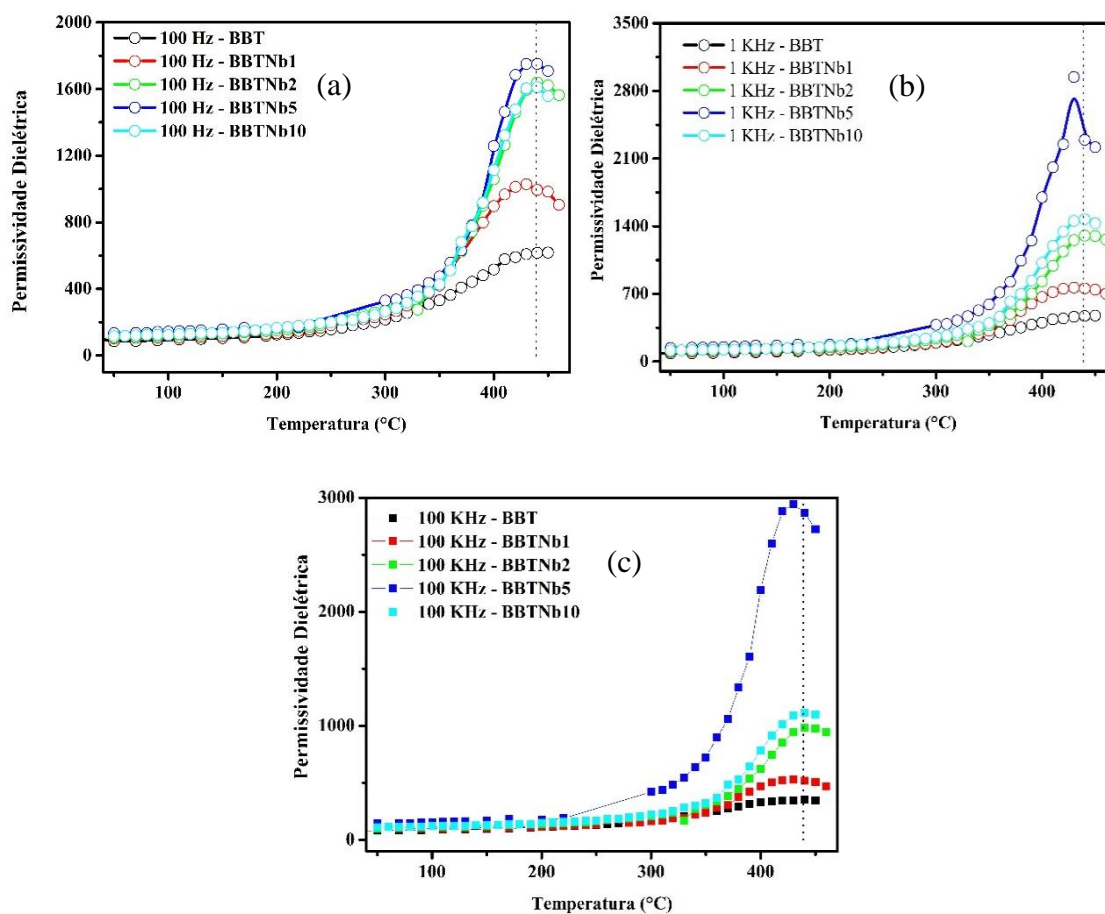 2000
1600
1200
800
400
0
Permissividade Dielétrica
100 Hz - BBT
100 Hz - BBTNb1
100 Hz - BBTNb2
100 Hz - BBTNb5
100 Hz - BBTNb10
(a)
100 200 300 400
Temperatura (°C)
3500
2800
2100
1400
700
0
Permissividade Dielétrica
1 KHz - BBT
1 KHz - BBTNb1
1 KHz - BBTNb2
1 KHz - BBTNb5
1 KHz - BBTNb10
(b)
100 200 300 400
Temperatura (°C)
3000
2000
1000
0
Permissividade Dielétrica
100 KHz - BBT
100 KHz - BBTNb1
100 KHz - BBTNb2
100 KHz - BBTNb5
100 KHz - BBTNb10
(c)
100 200 300 400
Temperatura (°C)